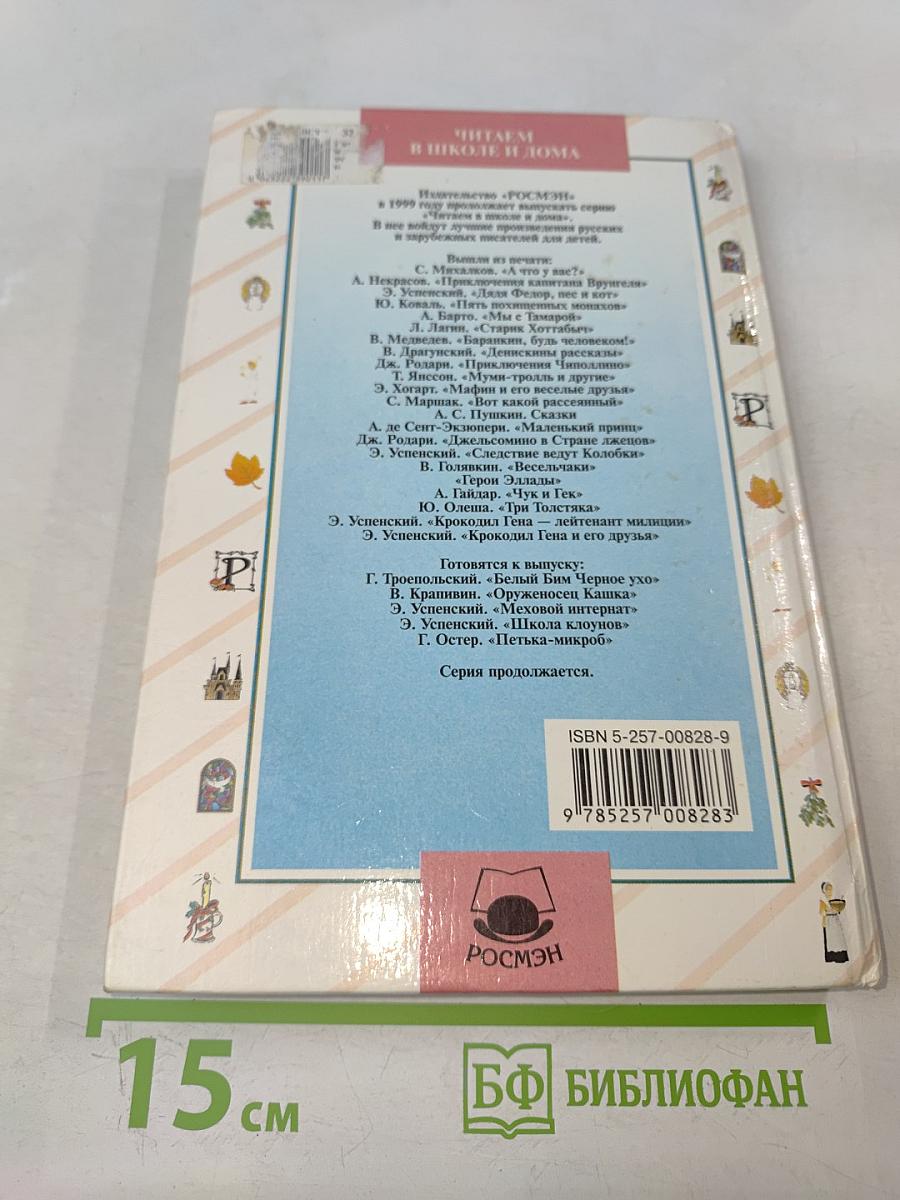 ЧИТАЕМ
В ШКОЛЕ И ДОМА
Издательство «РОСМЭН»
в 1999 году продолжает выпускать серию
«Читаем в школе и дома».
В нее войдут лучшие произведения русских
и зарубежных писателей для детей.
Вышли из печати:
С. Михалков. «А что у вас?»
А. Некрасов. «Приключения капитана Врунгеля»
Э. Успенский. «Дядя Федор, пес и кот»
Ю. Коваль. «Пять похищенных монахов»
А. Барто. «Мы с Тамарой»
Л. Лагин. «Старик Хоттабыч»
В. Медведев. «Баранкин, будь человеком!»
В. Драгунский. «Денискины рассказы»
Дж. Родари. «Приключения Чиполлино»
Т. Янссон. «Муми-тролль и другие»
Э. Хогарт. «Мафин и его веселые друзья»
С. Маршак. «Вот какой рассеянный»
А. С. Пушкин. Сказки
А. де Сент-Экзюпери. «Маленький принц»
Дж. Родари. «Джельсомино в Стране лжецов»
Э. Успенский. «Следствие ведут Колобки»
В. Голявкин. «Весельчаки»
«Герои Эллады»
А. Гайдар. «Чук и Гек»
Ю. Олеша. «Три Толстяка»
Э. Успенский. «Крокодил Гена — лейтенант милиции»
Э. Успенский. «Крокодил Гена и его друзья»
Готовятся к выпуску:
Г. Троепольский. «Белый Бим Черное ухо»
В. Крапивин. «Оруженосец Кашка»
Э. Успенский. «Меховой интернат»
Э. Успенский. «Школа клоунов»
Г. Остер. «Петька-микроб»
Серия продолжается.
ISBN 5-257-00828-9
9 785257 008283
Р
Р
РОСМЭН
15 см
БФ БИБЛИОФАН